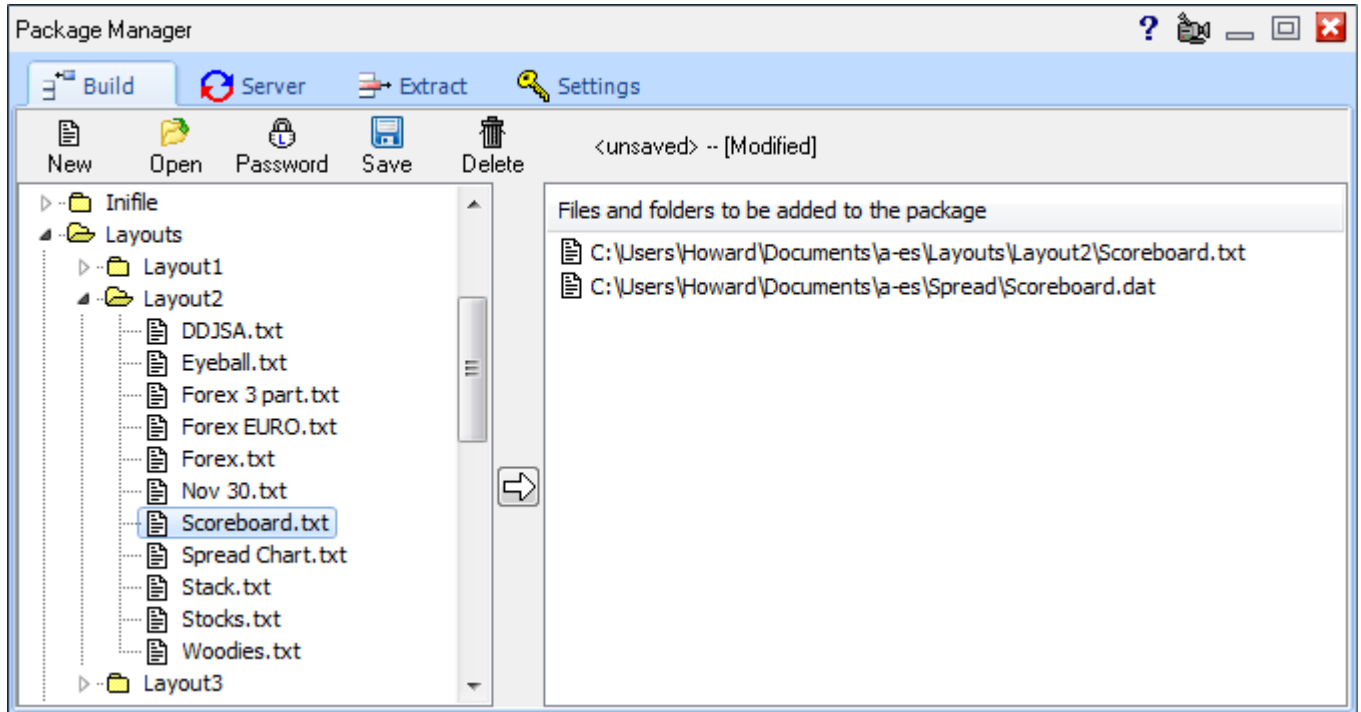 Package Manager
?
Build Server Extract Settings
New Open Password Save Delete <unsaved> -- [Modified]
Inifile
Layouts
Layout1
Layout2
DDJSA.txt
Eyeball.txt
Forex 3 part.txt
Forex EURO.txt
Forex.txt
Nov 30.txt
Scoreboard.txt
Spread Chart.txt
Stack.txt
Stocks.txt
Woodies.txt
Layout3
Files and folders to be added to the package
C:\Users\Howard\Documents\a-es\Layouts\Layout2\Scoreboard.txt
C:\Users\Howard\Documents\a-es\Spread\Scoreboard.dat